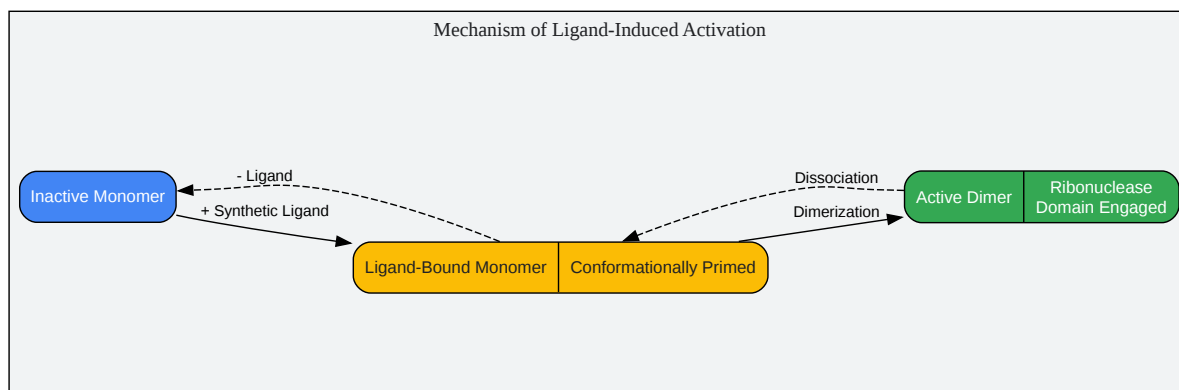 Mechanism of Ligand-Induced Activation
- Ligand
Inactive Monomer
+ Synthetic Ligand
Ligand-Bound Monomer
Conformationally Primed
Dissociation
Dimerization
Active Dimer
Ribonuclease
Domain Engaged